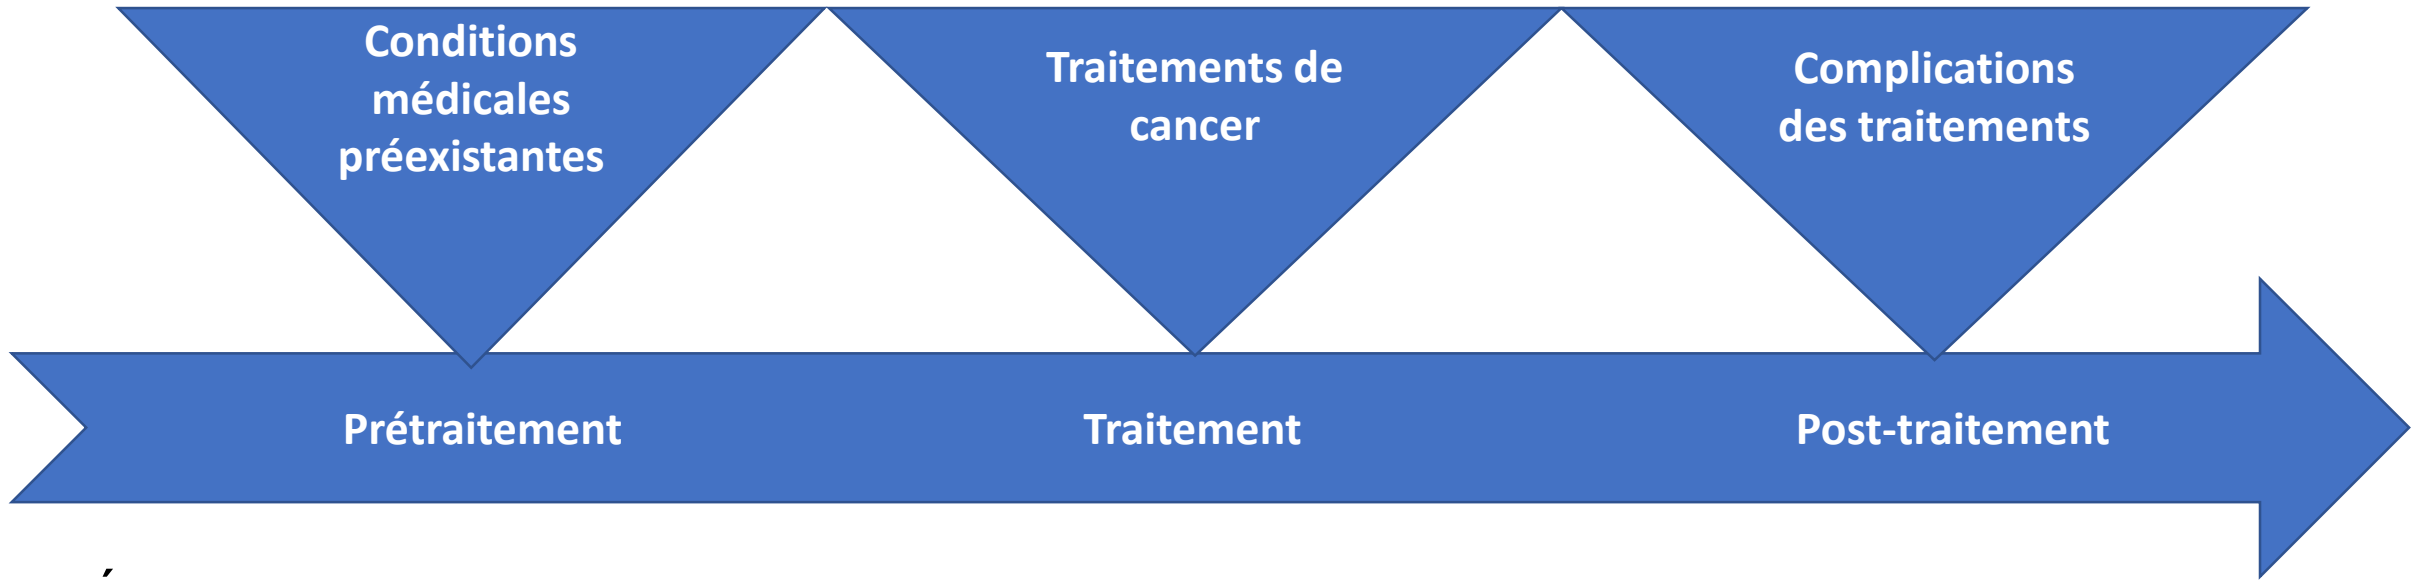 Conditions
médicales
préexistantes
Traitements de
cancer
Complications
des traitements
Prétraitement
Traitement
Post-traitement